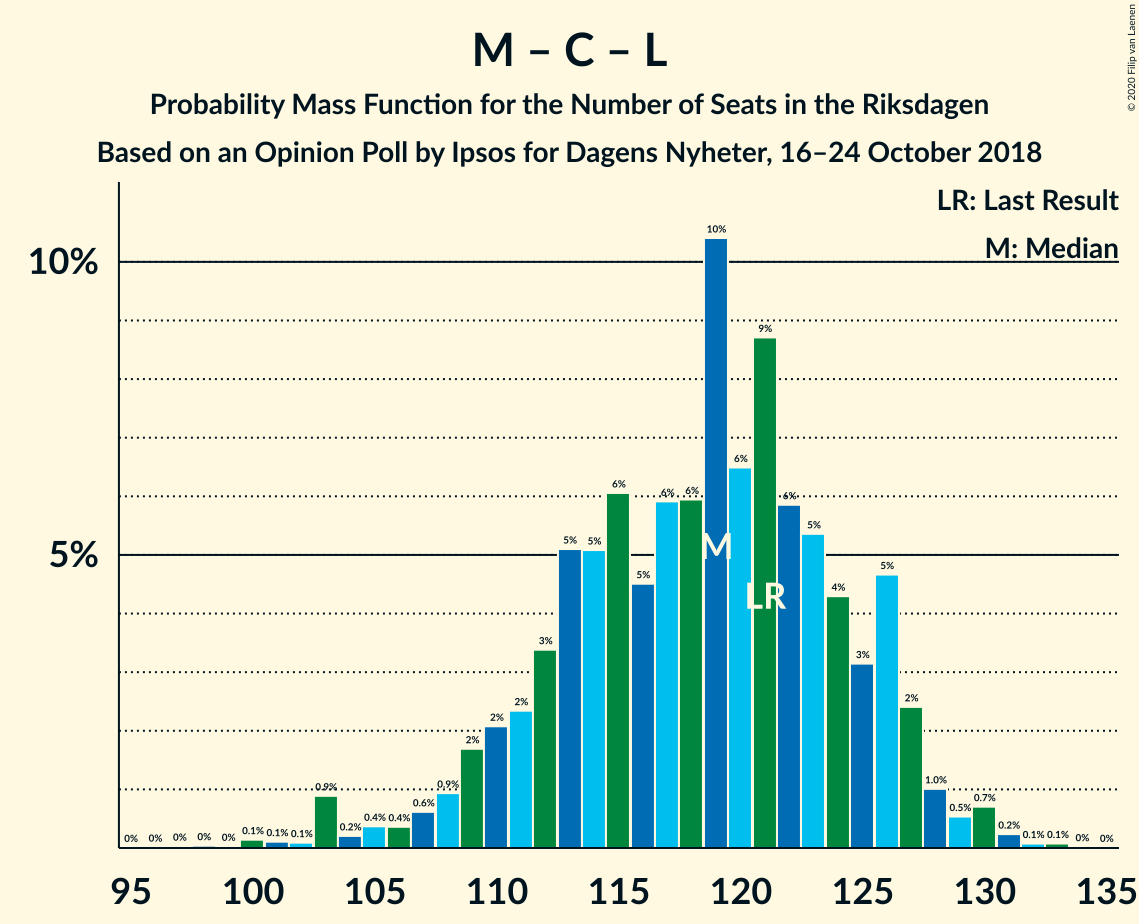 © 2020 Filip van Laenen
M – C – L
Probability Mass Function for the Number of Seats in the Riksdagen
Based on an Opinion Poll by Ipsos for Dagens Nyheter, 16–24 October 2018
LR: Last Result
M: Median
10%
5%
0% 0% 0% 0% 0% 0.1% 0.1% 0.1% 0.9% 0.2% 0.4% 0.4% 0.6% 0.9% 2% 2% 2% 3% 5% 5% 6% 5% 6% 6% 10% 6% 9% 6% 5% 4% 3% 5% 2% 1.0% 0.5% 0.7% 0.2% 0.1% 0.1% 0% 0%
M
LR
95 100 105 110 115 120 125 130 135